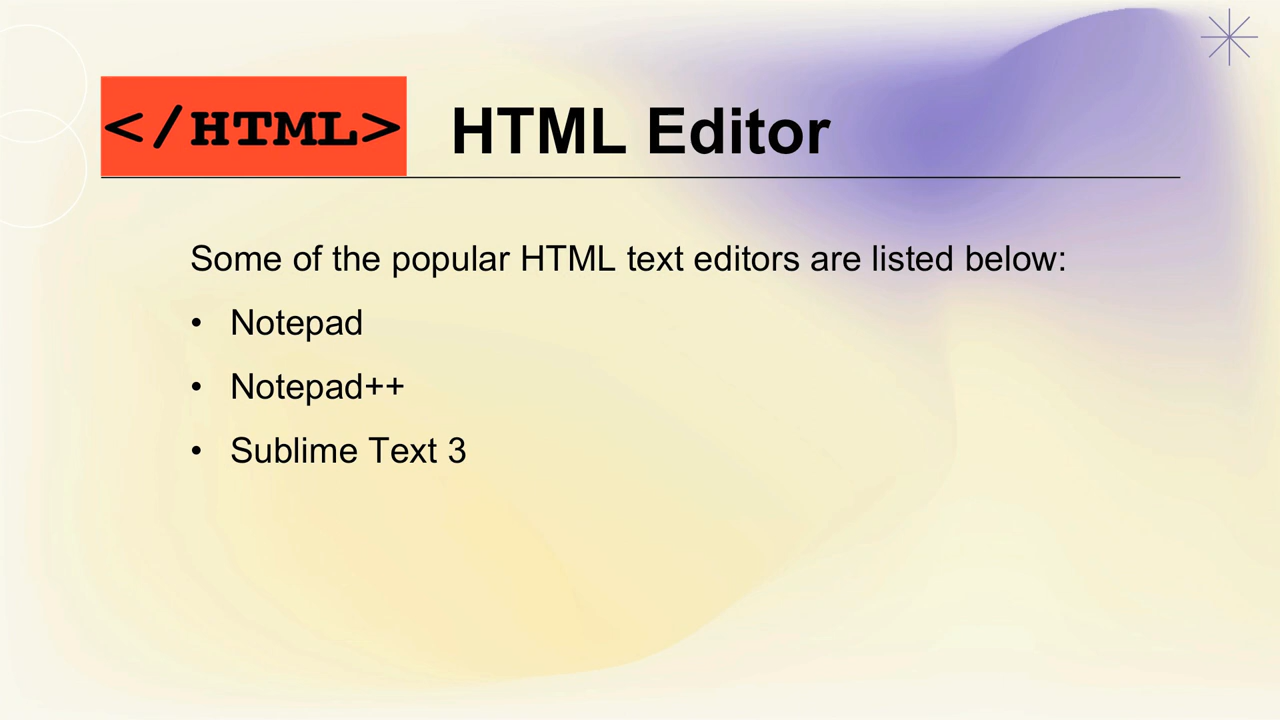 </HTML>
HTML Editor
Some of the popular HTML text editors are listed below:
• Notepad
• Notepad++
• Sublime Text 3